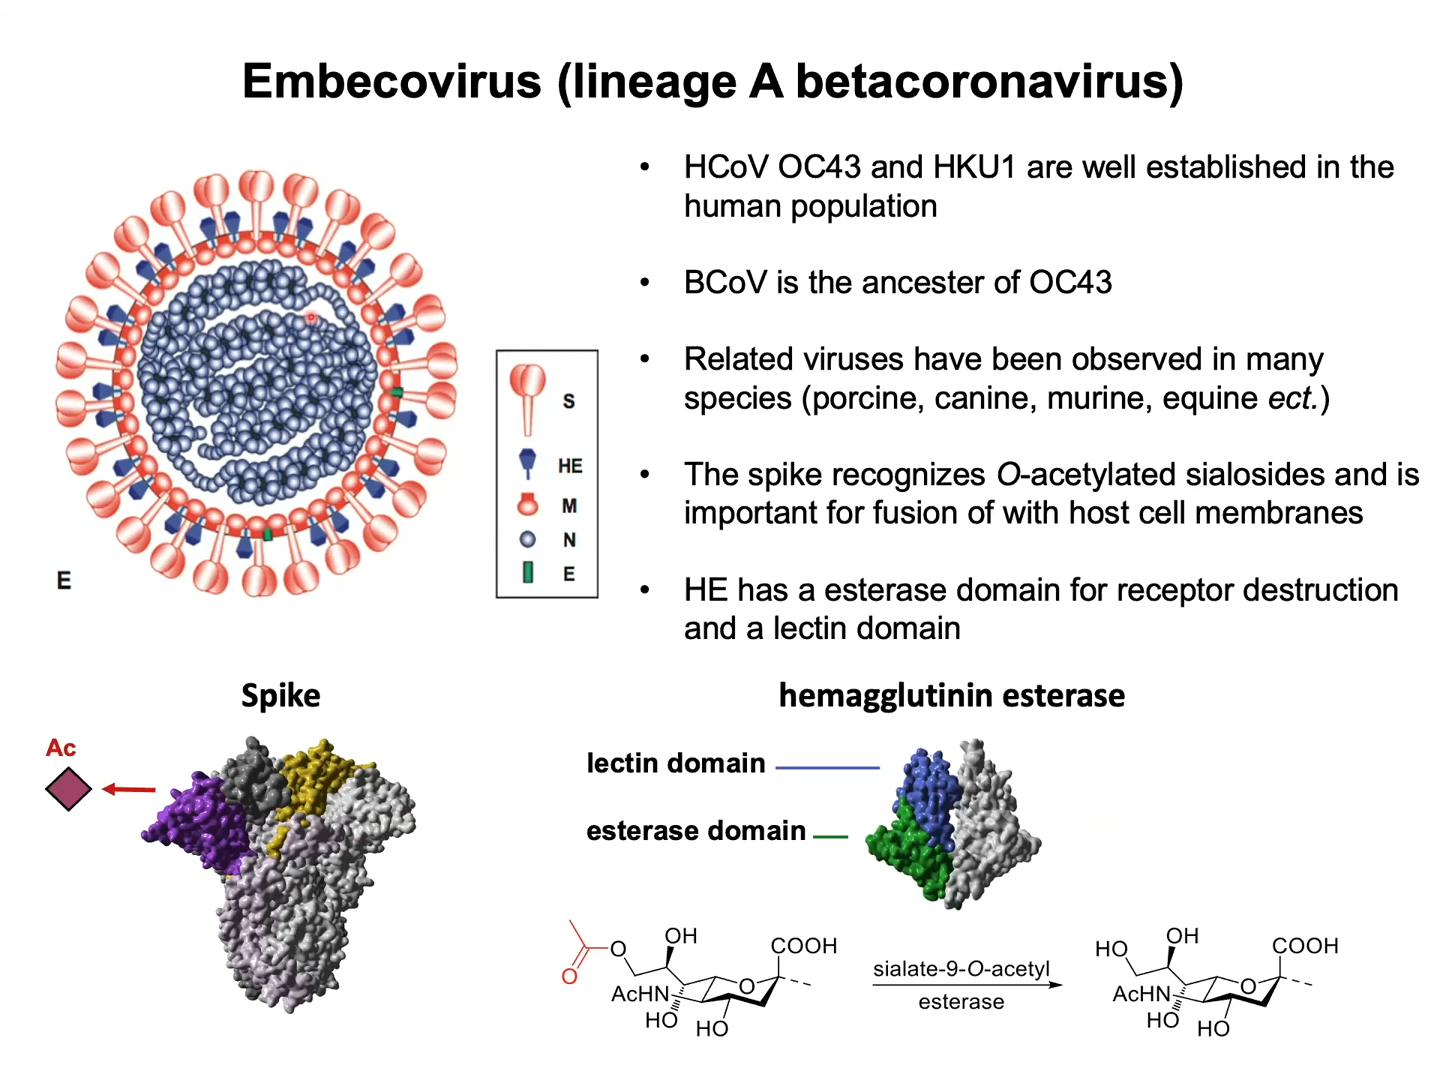 Embecovirus (lineage A betacoronavirus)
• HCoV OC43 and HKU1 are well established in the
human population
• BCoV is the ancester of OC43
• Related viruses have been observed in many
species (porcine, canine, murine, equine ect.)
• The spike recognizes O-acetylated sialosides and is
important for fusion of with host cell membranes
• HE has a esterase domain for receptor destruction
and a lectin domain
S
HE
M
N
E
E
Spike
Ac
hemagglutinin esterase
lectin domain
esterase domain
O
O
OH
COOH
O
AcHN
HO
HO
sialate-9-O-acetyl
esterase
HO
OH
COOH
O
AcHN
HO
HO